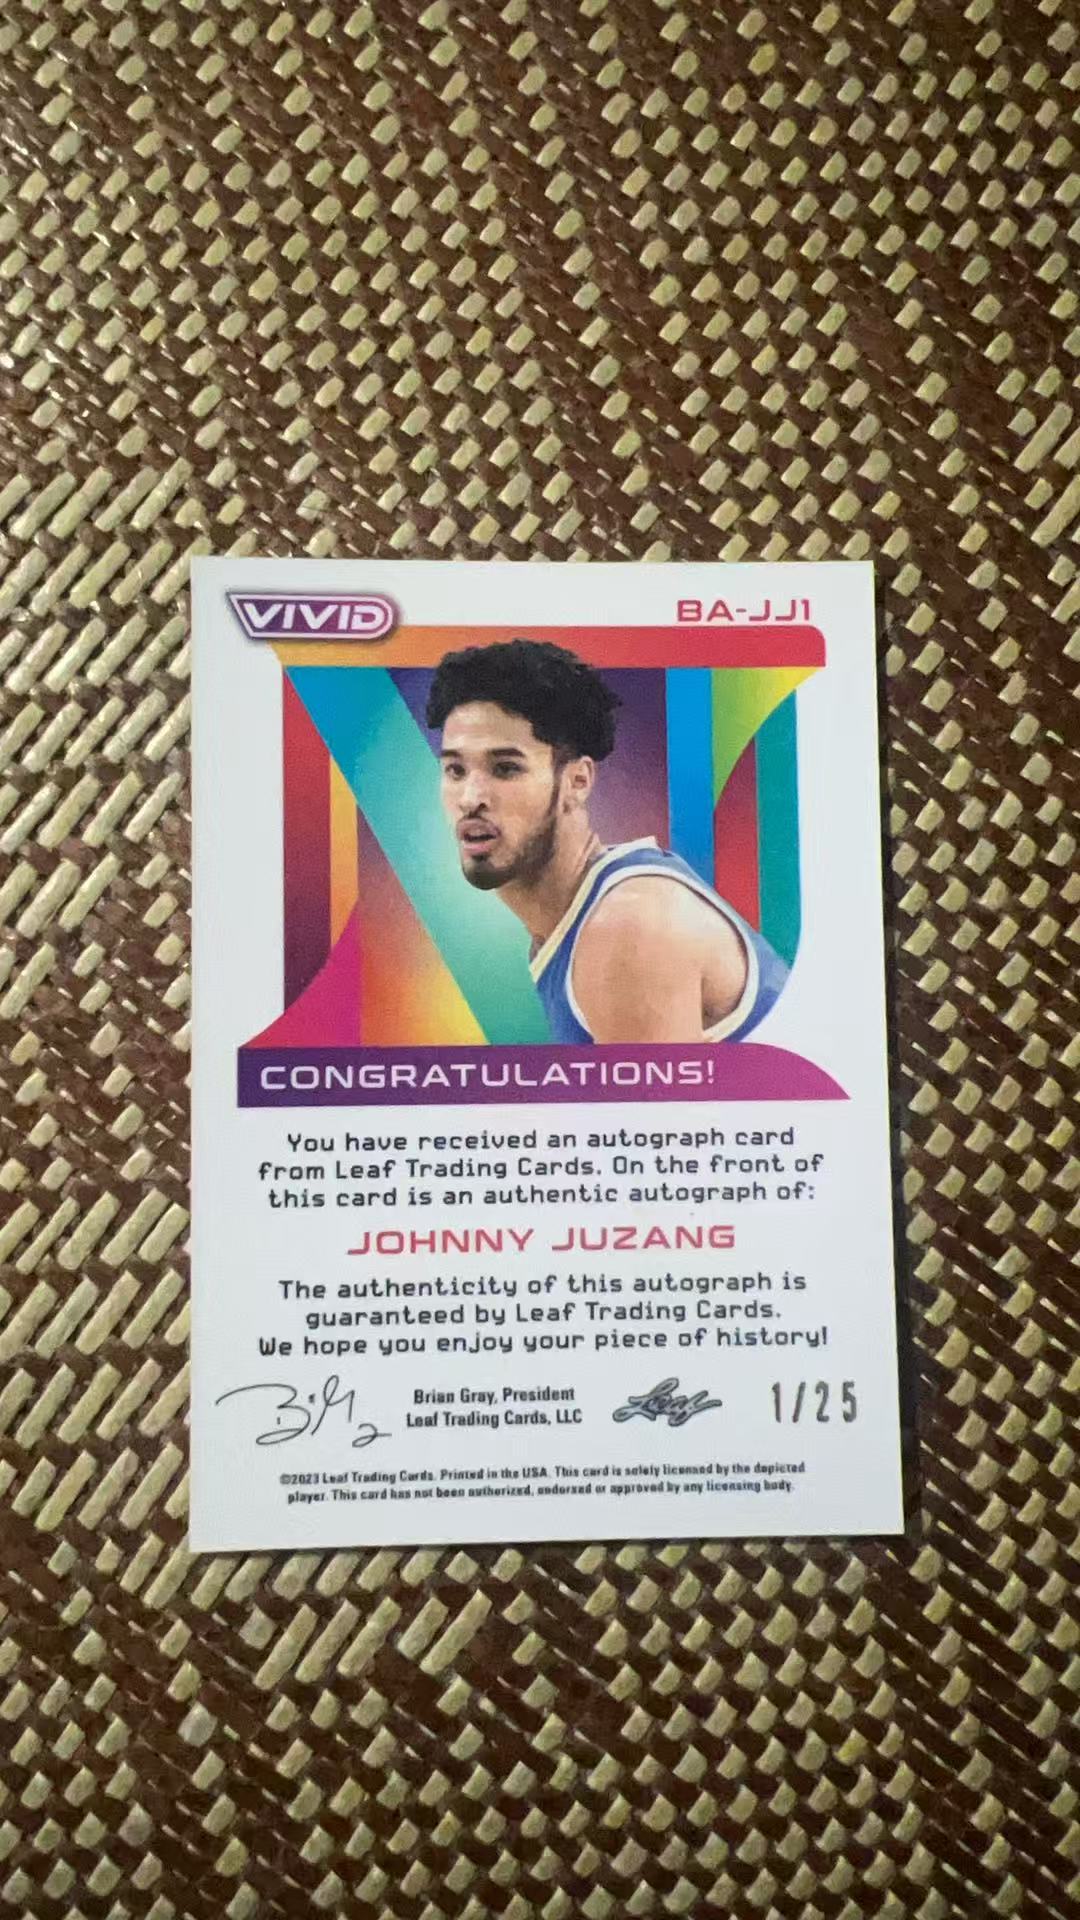 VIVID
BA-JJ1
CONGRATULATIONS!
You have received an autograph card
from Leaf Trading Cards. On the front of
this card is an authentic autograph of:
JOHNNY JUZANG
The authenticity of this autograph is
guaranteed by Leaf Trading Cards.
We hope you enjoy your piece of history!
Brian Gray, President
Leaf Trading Cards, LLC
Leaf
1/25
©2023 Leaf Trading Cards. Printed in the USA. This card is solely licensed by the depicted
player. This card has not been authorized, endorsed or approved by any licensing body.